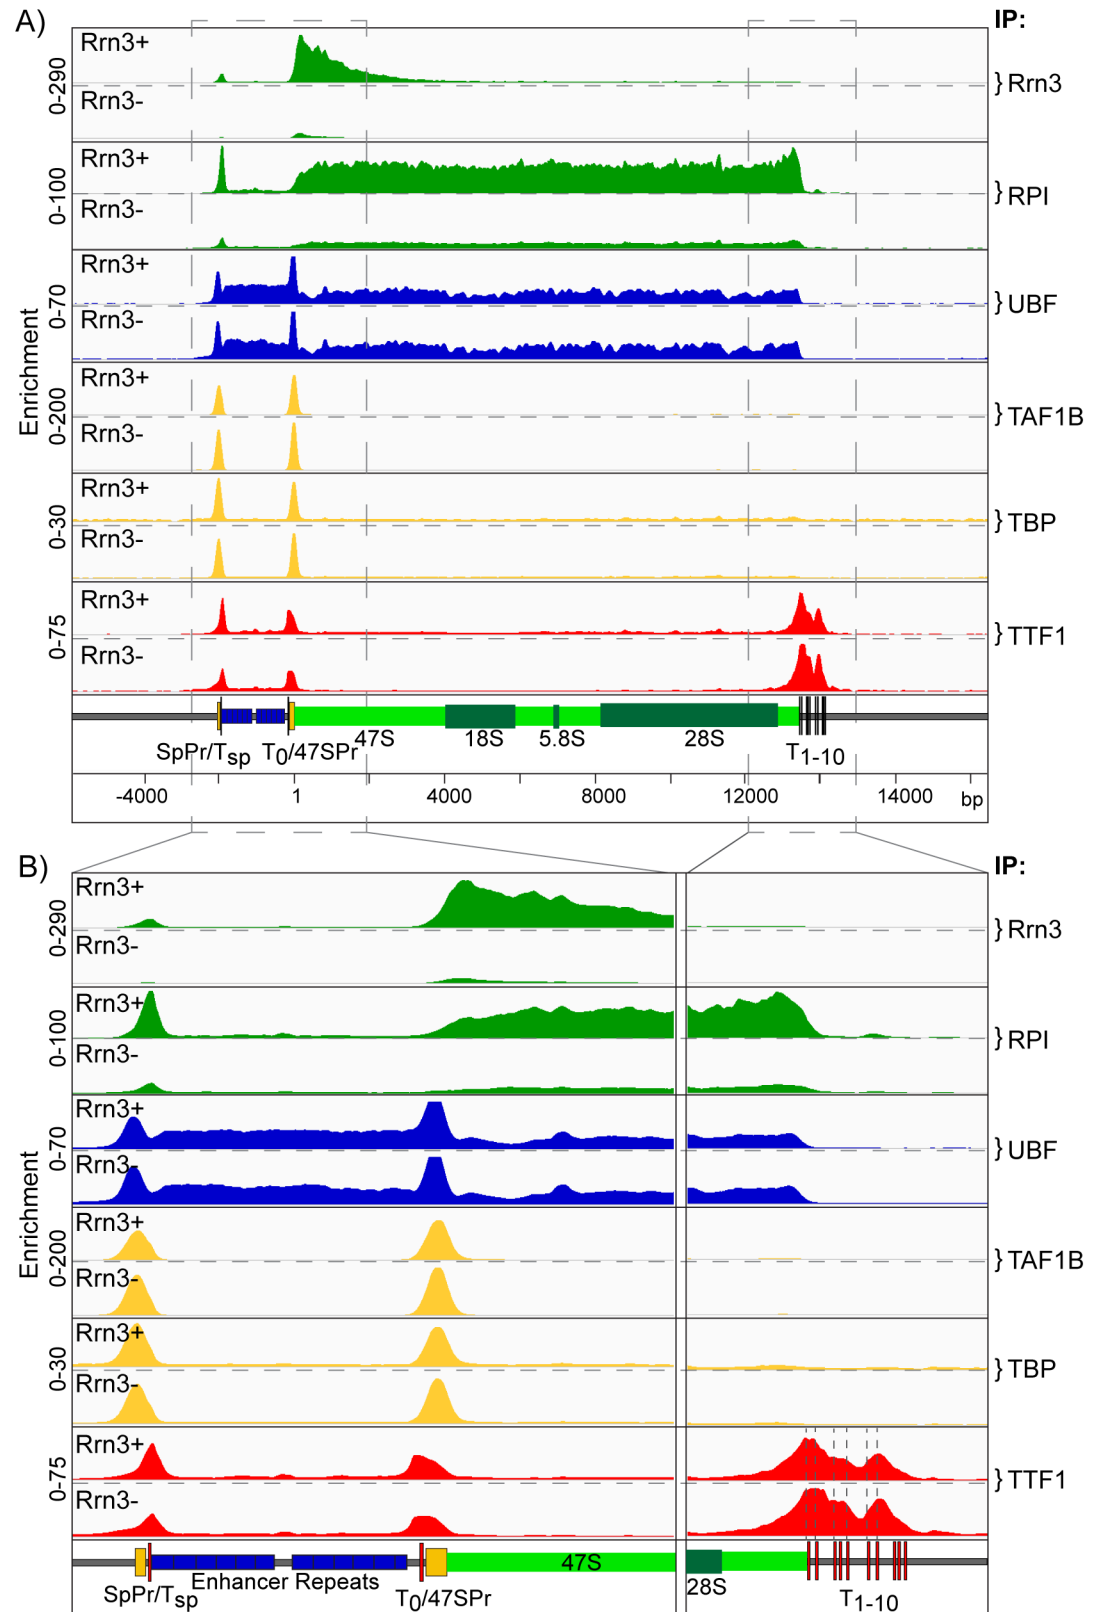 A)
IP:
Rrn3+
0-290
Rrn3-
} Rrn3
Rrn3+
0-100
Rrn3-
} RPI
Rrn3+
0-70
Rrn3-
} UBF
Enrichment
Rrn3+
0-200
Rrn3-
} TAF1B
Rrn3+
0-30
Rrn3-
} TBP
Rrn3+
0-75
Rrn3-
} TTF1
47S 18S 5.8S 28S
SpPr/Tsp T0/47SPr T1-10
-4000 1 4000 8000 12000 14000 bp
B)
IP:
Rrn3+
0-290
Rrn3-
} Rrn3
Rrn3+
0-100
Rrn3-
} RPI
Rrn3+
0-70
Rrn3-
} UBF
Enrichment
Rrn3+
0-200
Rrn3-
} TAF1B
Rrn3+
0-30
Rrn3-
} TBP
Rrn3+
0-75
Rrn3-
} TTF1
47S
Enhancer Repeats 28S
SpPr/Tsp T0/47SPr T1-10